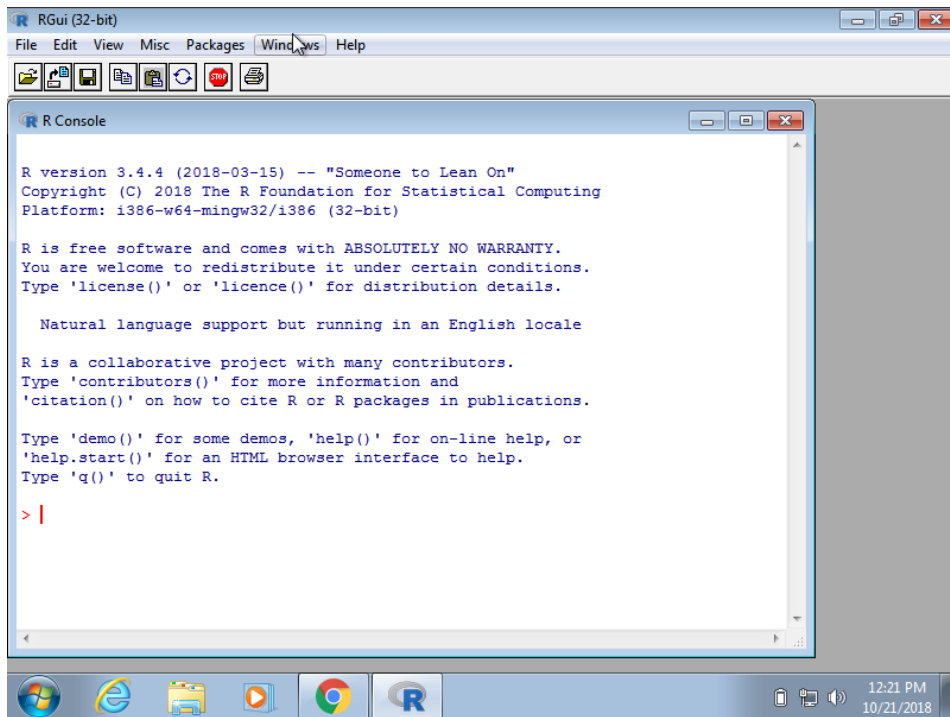 RGui (32-bit)
File Edit View Misc Packages Windows Help
STOP
R Console
R version 3.4.4 (2018-03-15) -- "Someone to Lean On"
Copyright (C) 2018 The R Foundation for Statistical Computing
Platform: i386-w64-mingw32/i386 (32-bit)
R is free software and comes with ABSOLUTELY NO WARRANTY.
You are welcome to redistribute it under certain conditions.
Type 'license()' or 'licence()' for distribution details.
Natural language support but running in an English locale
R is a collaborative project with many contributors.
Type 'contributors()' for more information and
'citation()' on how to cite R or R packages in publications.
Type 'demo()' for some demos, 'help()' for on-line help, or
'help.start()' for an HTML browser interface to help.
Type 'q()' to quit R.
>
R
12:21 PM
10/21/2018